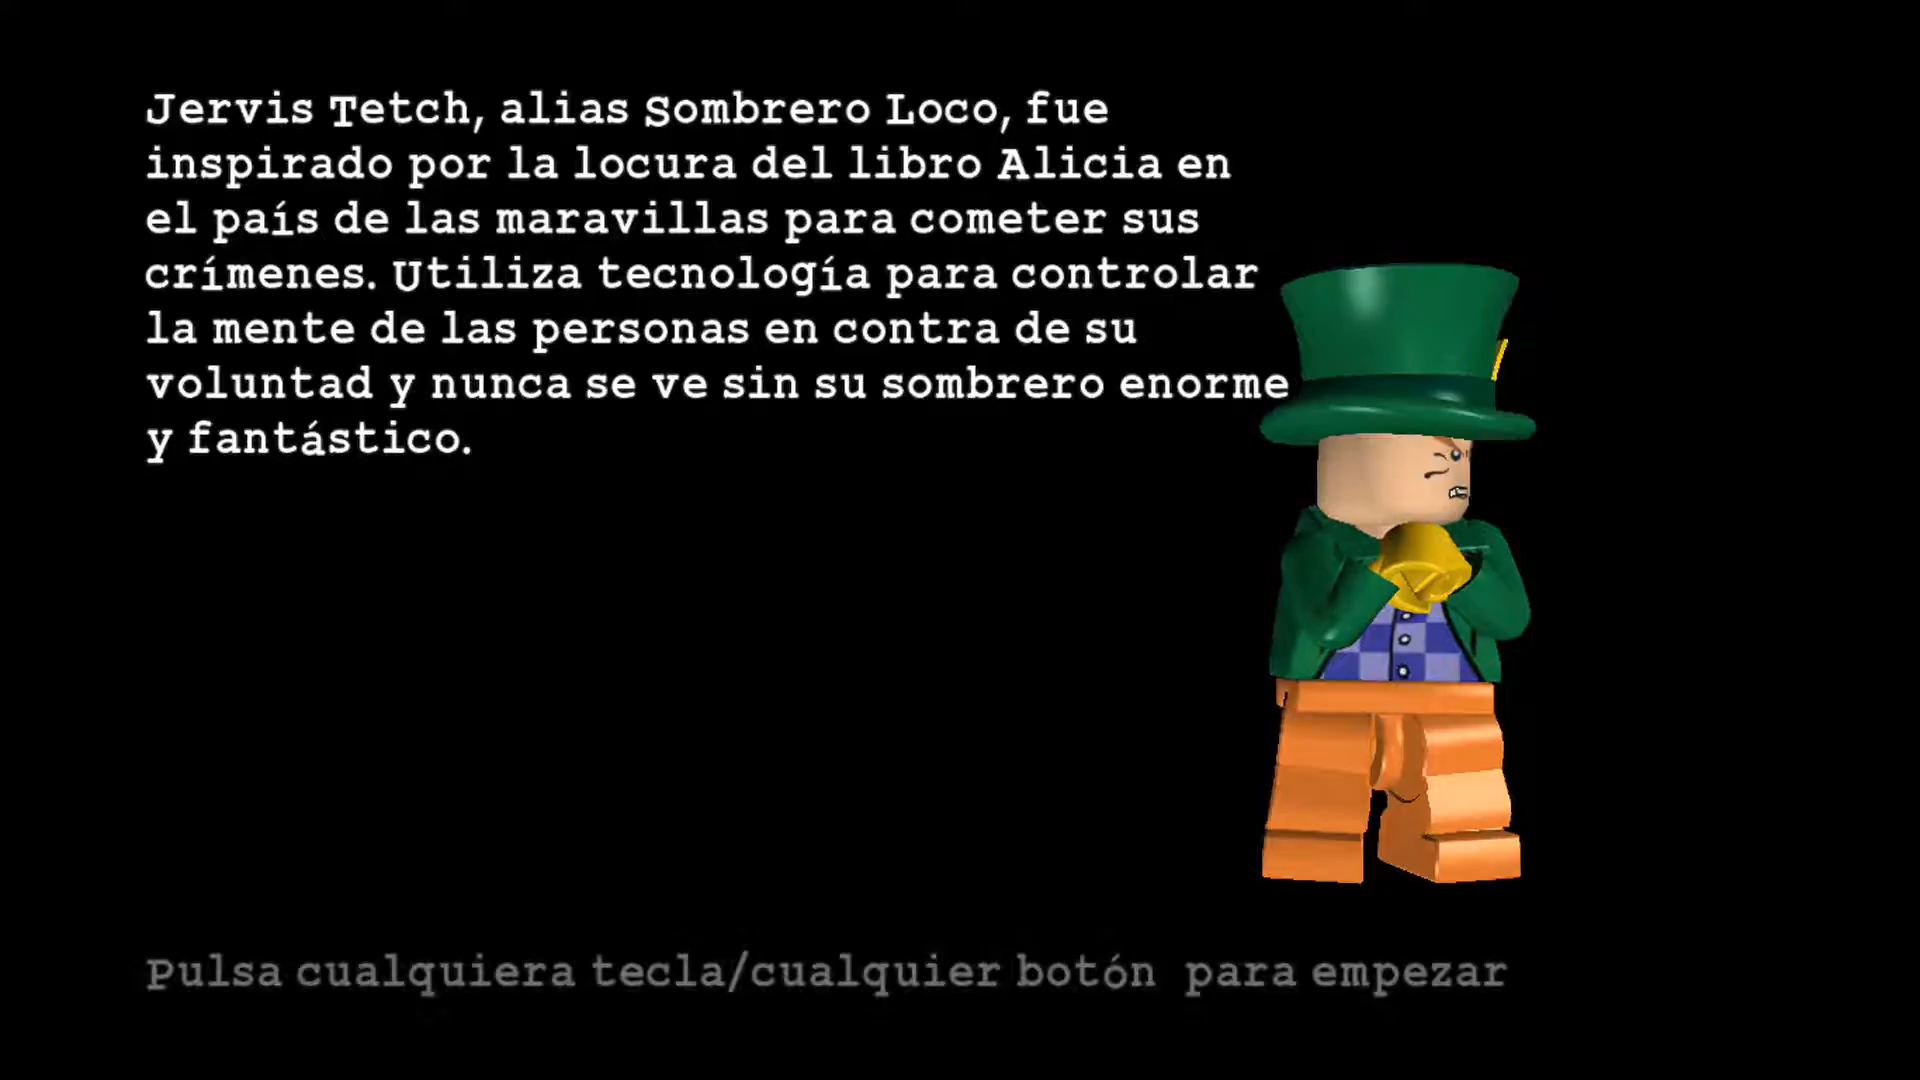 Jervis Tetch, alias Sombrero Loco, fue
inspirado por la locura del libro Alicia en
el país de las maravillas para cometer sus
crímenes. Utiliza tecnología para controlar
la mente de las personas en contra de su
voluntad y nunca se ve sin su sombrero enorme
y fantástico.
Pulsa cualquiera tecla/cualquier botón para empezar